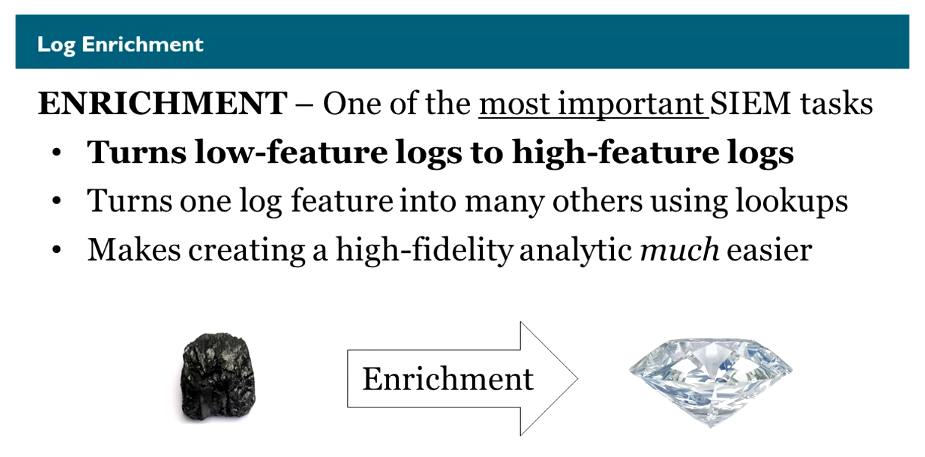 Log Enrichment
ENRICHMENT – One of the most important SIEM tasks
• Turns low-feature logs to high-feature logs
• Turns one log feature into many others using lookups
• Makes creating a high-fidelity analytic much easier
Enrichment